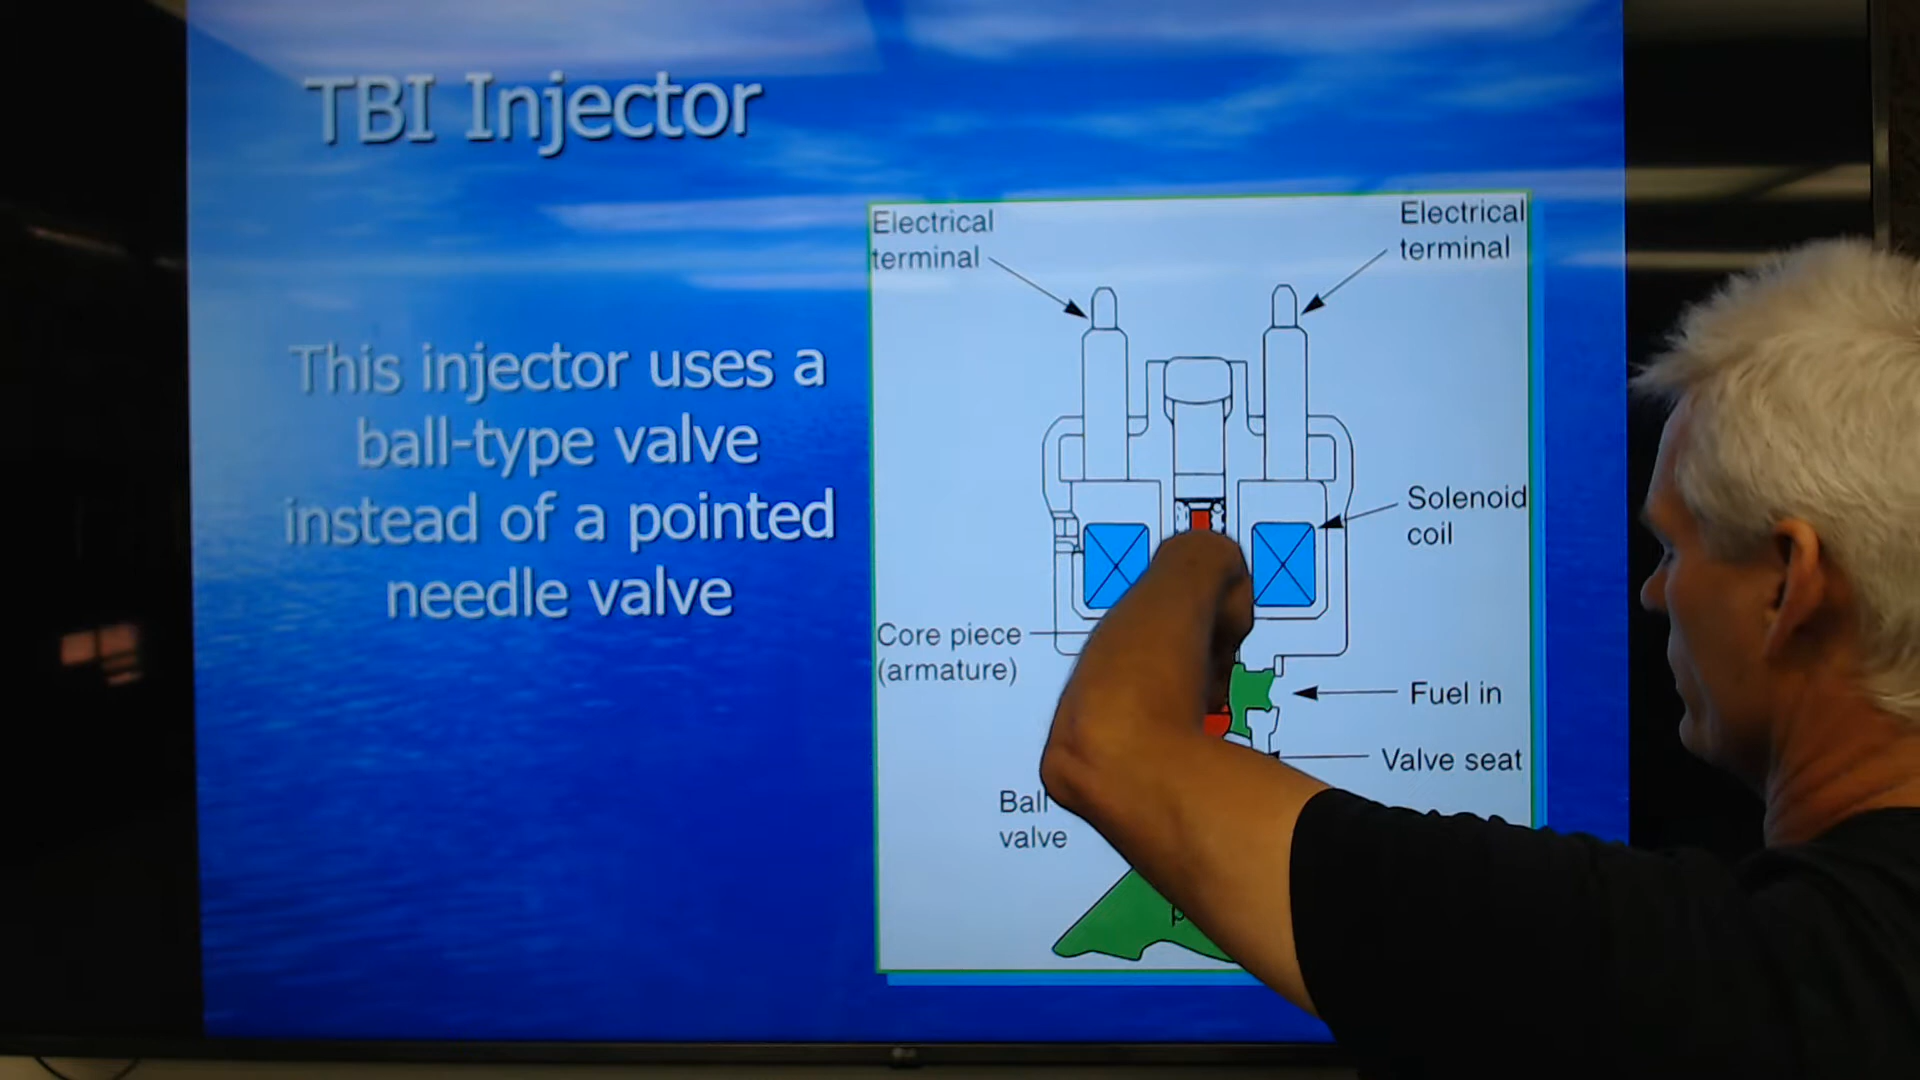 TBI Injector
This injector uses a
ball-type valve
instead of a pointed
needle valve
Electrical
terminal
Electrical
terminal
Solenoid
coil
Core piece
(armature)
Fuel in
Valve seat
Ball
valve
LG